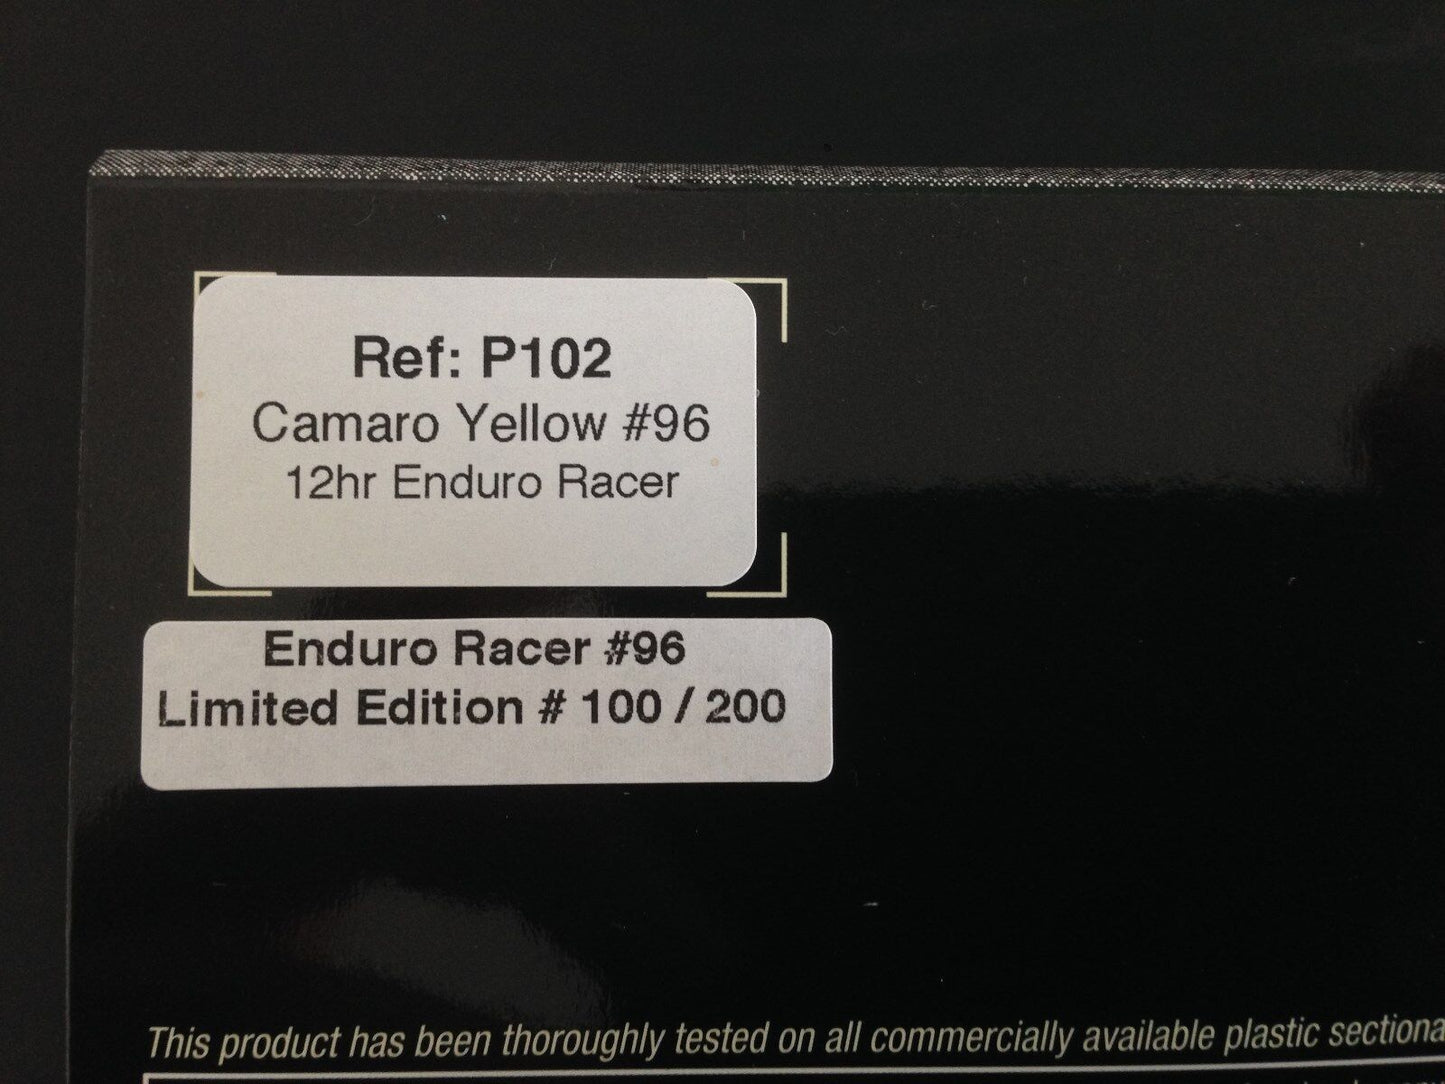 Ref: P102
Camaro Yellow #96
12hr Enduro Racer
Enduro Racer #96
Limited Edition # 100 / 200
This product has been thoroughly tested on all commercially available plastic sectiona